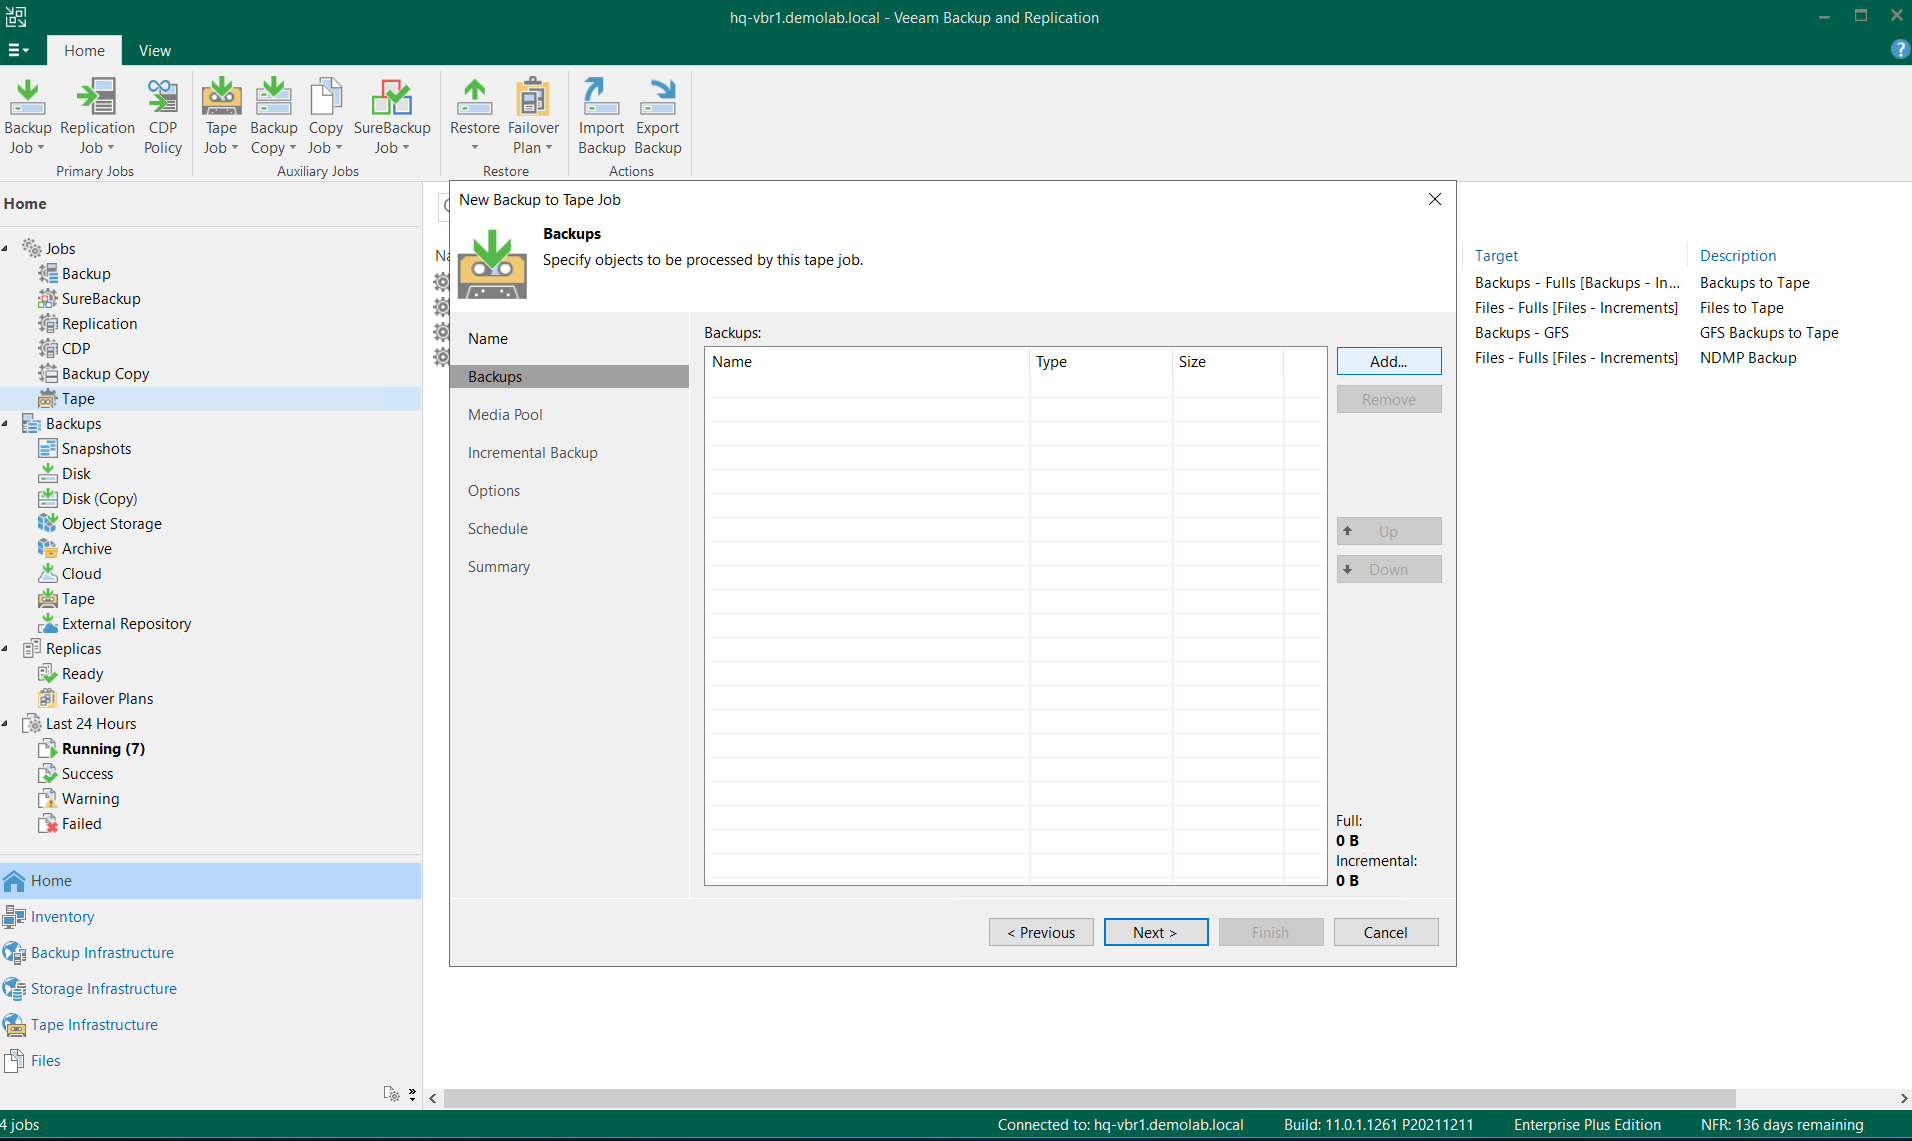 hq-vbr1.demolab.local - Veeam Backup and Replication
Home
View
Backup Job
Replication Job
CDP Policy
Primary Jobs
Tape Job
Backup Copy
Copy Job
SureBackup Job
Auxiliary Jobs
Restore
Failover Plan
Restore
Import Backup
Export Backup
Actions
Home
Jobs
Backup
SureBackup
Replication
CDP
Backup Copy
Tape
Backups
Snapshots
Disk
Disk (Copy)
Object Storage
Archive
Cloud
Tape
External Repository
Replicas
Ready
Failover Plans
Last 24 Hours
Running (7)
Success
Warning
Failed
Home
Inventory
Backup Infrastructure
Storage Infrastructure
Tape Infrastructure
Files
New Backup to Tape Job
Backups
Specify objects to be processed by this tape job.
Name
Backups
Media Pool
Incremental Backup
Options
Schedule
Summary
Backups:
Name Type Size
Add...
Remove
Up
Down
Full:
0 B
Incremental:
0 B
< Previous
Next >
Finish
Cancel
Target Description
Backups - Fulls [Backups - In... Backups to Tape
Files - Fulls [Files - Increments] Files to Tape
Backups - GFS GFS Backups to Tape
Files - Fulls [Files - Increments] NDMP Backup
4 jobs
Connected to: hq-vbr1.demolab.local
Build: 11.0.1.1261 P20211211
Enterprise Plus Edition
NFR: 136 days remaining